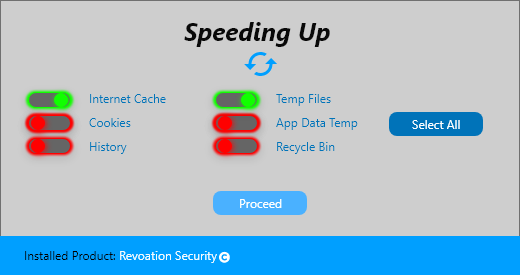 Speeding Up
Internet Cache
Temp Files
Cookies
App Data Temp
Select All
History
Recycle Bin
Proceed
Installed Product: Revoation Security ©